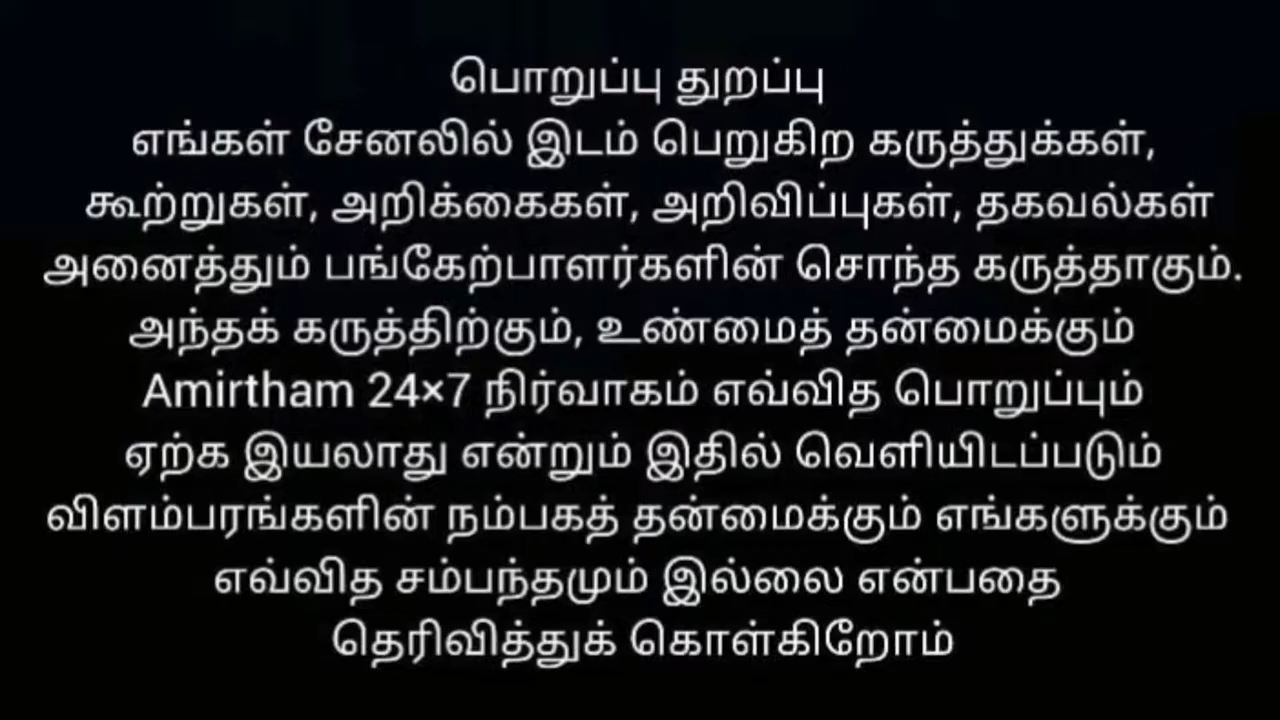 பொறுப்பு துறப்பு
எங்கள் சேனலில் இடம் பெறுகிற கருத்துக்கள்,
கூற்றுகள், அறிக்கைகள், அறிவிப்புகள், தகவல்கள்
அனைத்தும் பங்கேற்பாளர்களின் சொந்த கருத்தாகும்.
அந்தக் கருத்திற்கும், உண்மைத் தன்மைக்கும்
Amirtham 24×7 நிர்வாகம் எவ்வித பொறுப்பும்
ஏற்க இயலாது என்றும் இதில் வெளியிடப்படும்
விளம்பரங்களின் நம்பகத் தன்மைக்கும் எங்களுக்கும்
எவ்வித சம்பந்தமும் இல்லை என்பதை
தெரிவித்துக் கொள்கிறோம்